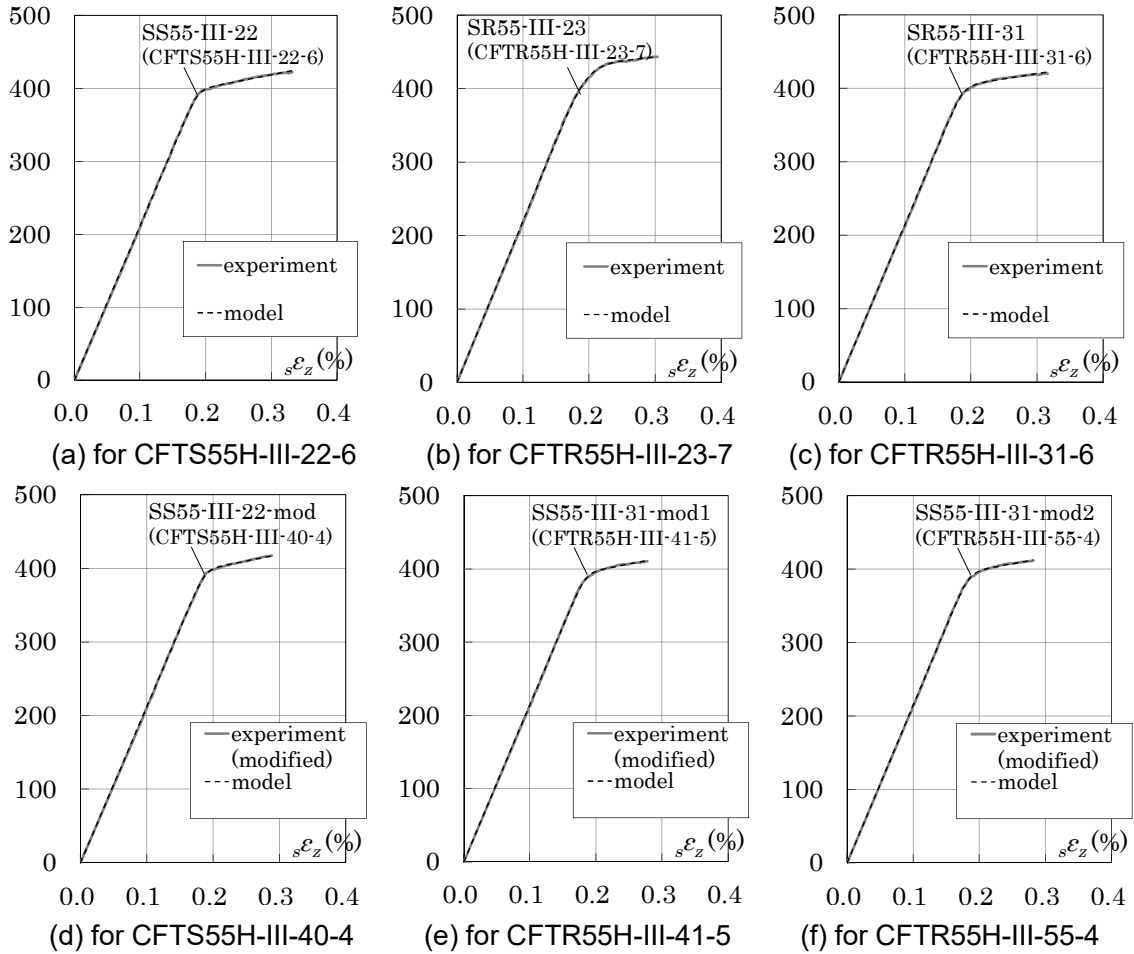 500
SS55-III-22
(CFTS55H-III-22-6)
400
300
200
experiment
100
model
0
sεz (%)
0.0 0.1 0.2 0.3 0.4
(a) for CFTS55H-III-22-6
500
SR55-III-23
(CFTR55H-III-23-7)
400
300
200
experiment
100
model
0
sεz (%)
0.0 0.1 0.2 0.3 0.4
(b) for CFTR55H-III-23-7
500
SR55-III-31
(CFTR55H-III-31-6)
400
300
200
experiment
100
model
0
sεz (%)
0.0 0.1 0.2 0.3 0.4
(c) for CFTR55H-III-31-6
500
SS55-III-22-mod
(CFTS55H-III-40-4)
400
300
200
experiment
(modified)
100
model
0
sεz (%)
0.0 0.1 0.2 0.3 0.4
(d) for CFTS55H-III-40-4
500
SS55-III-31-mod1
(CFTR55H-III-41-5)
400
300
200
experiment
(modified)
100
model
0
sεz (%)
0.0 0.1 0.2 0.3 0.4
(e) for CFTR55H-III-41-5
500
SS55-III-31-mod2
(CFTR55H-III-55-4)
400
300
200
experiment
(modified)
100
model
0
sεz (%)
0.0 0.1 0.2 0.3 0.4
(f) for CFTR55H-III-55-4